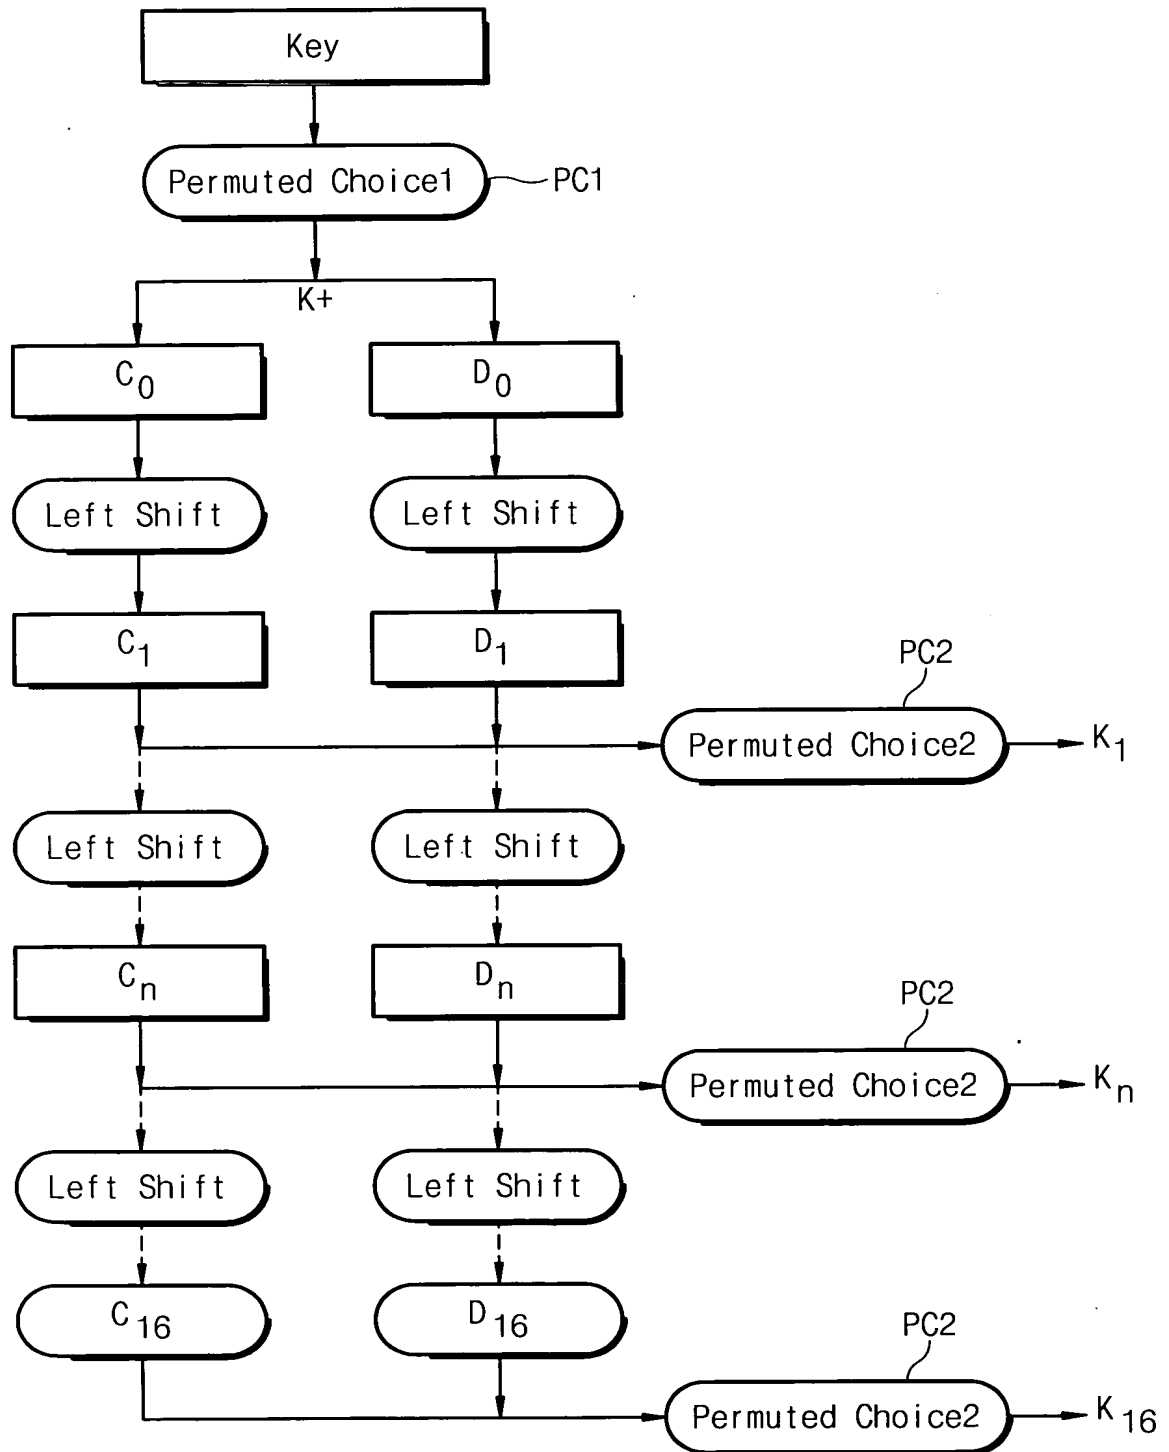 Key
Permuted Choice1
PC1
K+
C0
D0
Left Shift
Left Shift
C1
D1
PC2
Permuted Choice2
K1
Left Shift
Left Shift
Cn
Dn
PC2
Permuted Choice2
Kn
Left Shift
Left Shift
C16
D16
PC2
Permuted Choice2
K16